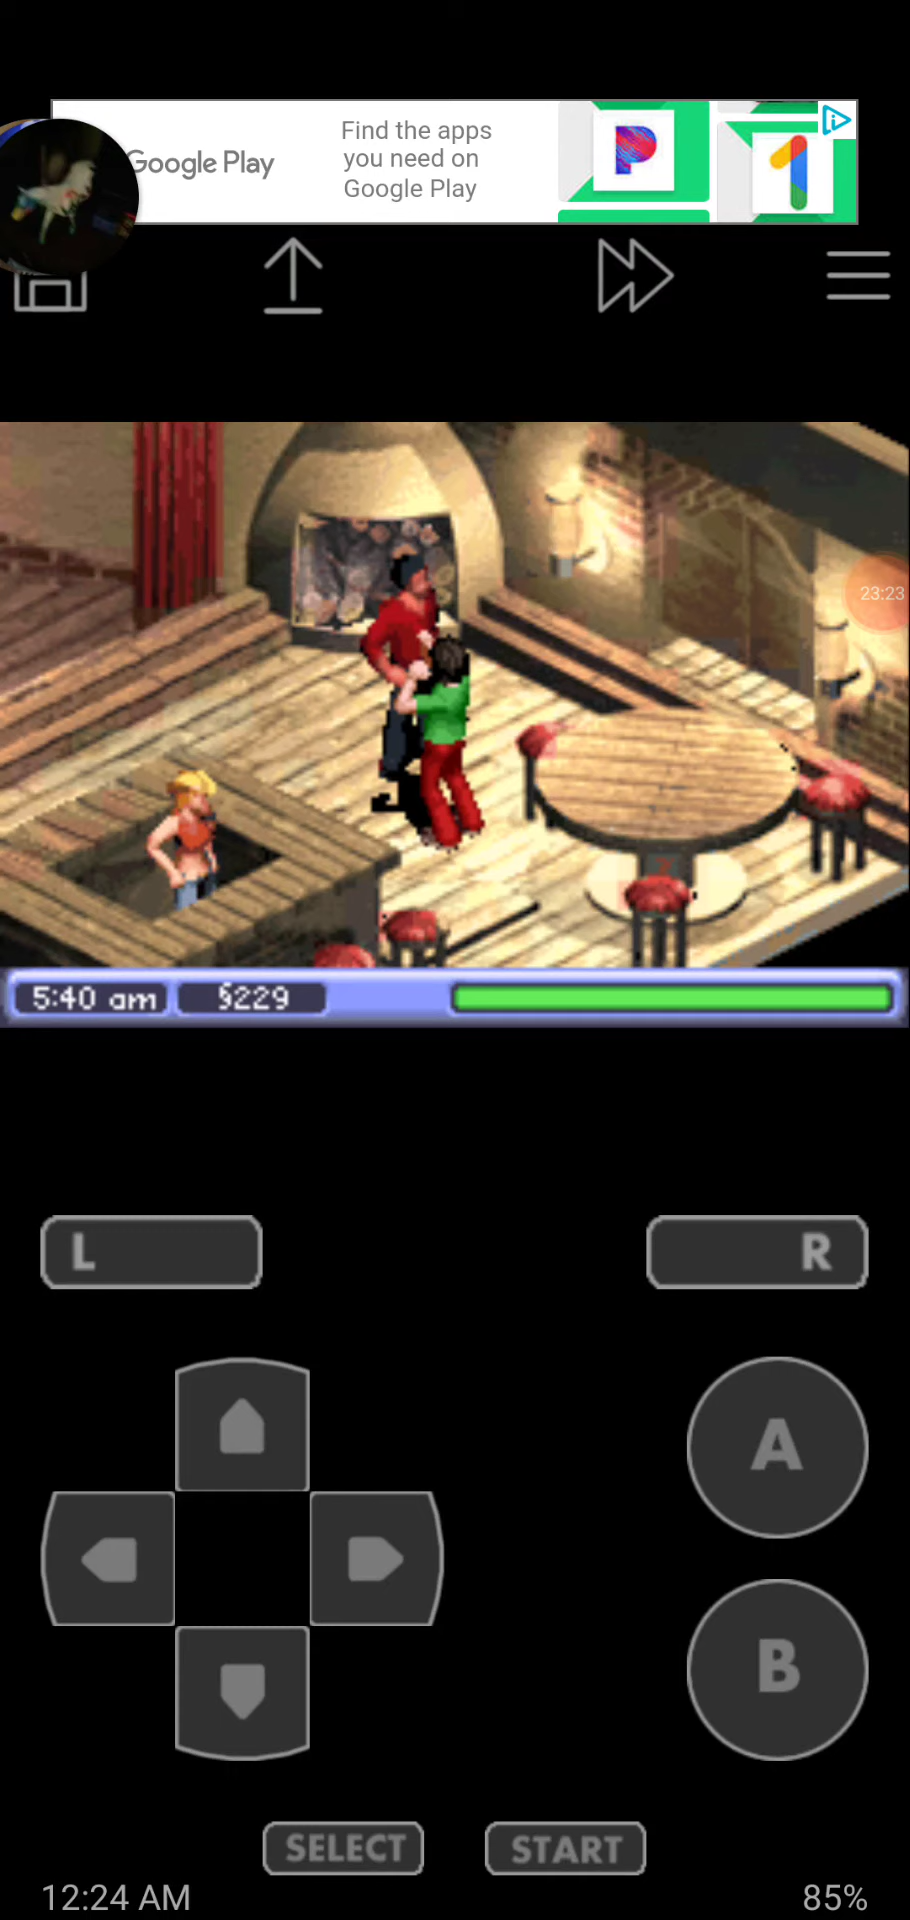 Google Play
Find the apps
you need on
Google Play
23:23
5:40 am
§229
L
R
A
B
SELECT
START
12:24 AM
85%